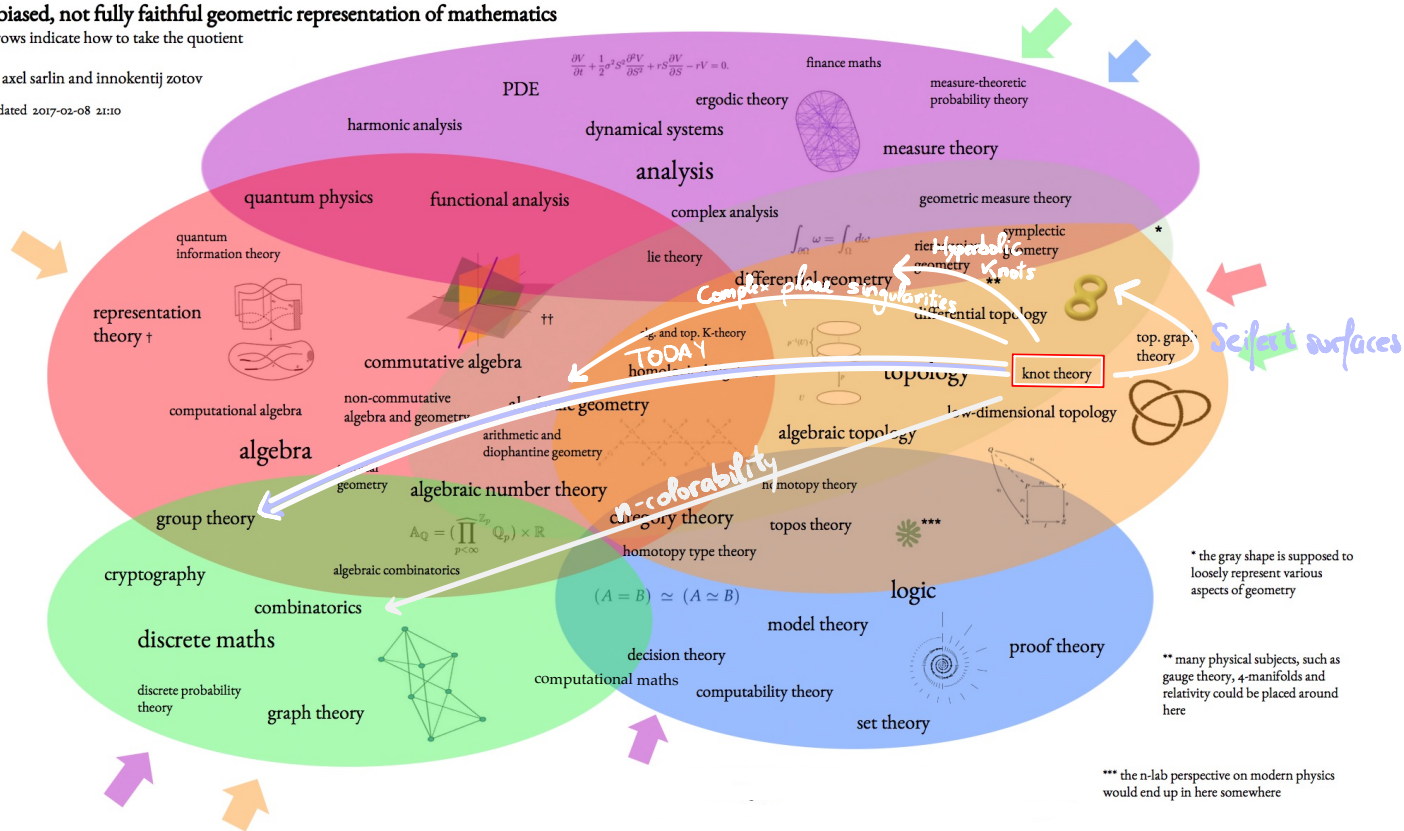 biased, not fully faithful geometric representation of mathematics
rows indicate how to take the quotient
axel sarlin and innokentij zotov
dated 2017-02-08 21:10
finance maths
PDE
measure-theoretic
probability theory
ergodic theory
harmonic analysis
dynamical systems
measure theory
analysis
quantum physics
functional analysis
geometric measure theory
complex analysis
*
symplectic
geometry
quantum
information theory
∫∂Ω ω = ∫Ω dω
Hyperbolic
Knots
lie theory
differential geometry
**
Complex plane singularites
representation
theory †
††
differential topology
alg. and top. K-theory
top. graph
theory
Seifert surfaces
TODAY
commutative algebra
topology
knot theory
non-commutative
algebra and geometry
computational algebra
geometry
low-dimensional topology
arithmetic and
diophantine geometry
algebraic topology
algebra
n-colorability
geometry
algebraic number theory
homotopy theory
group theory
category theory
topos theory
***
homotopy type theory
* the gray shape is supposed to
loosely represent various
aspects of geometry
cryptography
algebraic combinatorics
(A = B) ≃ (A ≃ B)
logic
combinatorics
model theory
discrete maths
proof theory
decision theory
computational maths
computability theory
** many physical subjects, such as
gauge theory, 4-manifolds and
relativity could be placed around
here
discrete probability
theory
graph theory
set theory
*** the n-lab perspective on modern physics
would end up in here somewhere